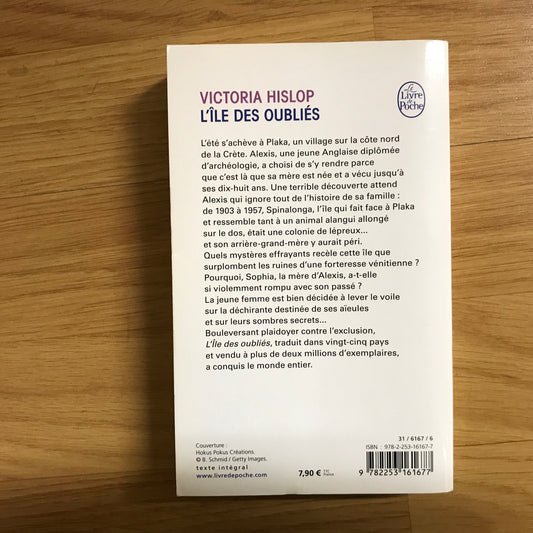 VICTORIA HISLOP
L'ÎLE DES OUBLIÉS
Le
Livre
de
Poche
L'été s'achève à Plaka, un village sur la côte nord
de la Crète. Alexis, une jeune Anglaise diplômée
d'archéologie, a choisi de s'y rendre parce
que c'est là que sa mère est née et a vécu jusqu'à
ses dix-huit ans. Une terrible découverte attend
Alexis qui ignore tout de l'histoire de sa famille :
de 1903 à 1957, Spinalonga, l'île qui fait face à Plaka
et ressemble tant à un animal alangui allongé
sur le dos, était une colonie de lépreux...
et son arrière-grand-mère y aurait péri.
Quels mystères effrayants recèle cette île que
surplombent les ruines d'une forteresse vénitienne ?
Pourquoi, Sophia, la mère d'Alexis, a-t-elle
si violemment rompu avec son passé ?
La jeune femme est bien décidée à lever le voile
sur la déchirante destinée de ses aïeules
et sur leurs sombres secrets...
Bouleversant plaidoyer contre l'exclusion,
L'Île des oubliés, traduit dans vingt-cinq pays
et vendu à plus de deux millions d'exemplaires,
a conquis le monde entier.
Couverture :
Hokus Pokus Créations.
© B. Schmid / Getty Images.
texte intégral
www.livredepoche.com
7,90 € TTC
France
31 / 6167 / 6
ISBN : 978-2-253-16167-7
9 782253 161677